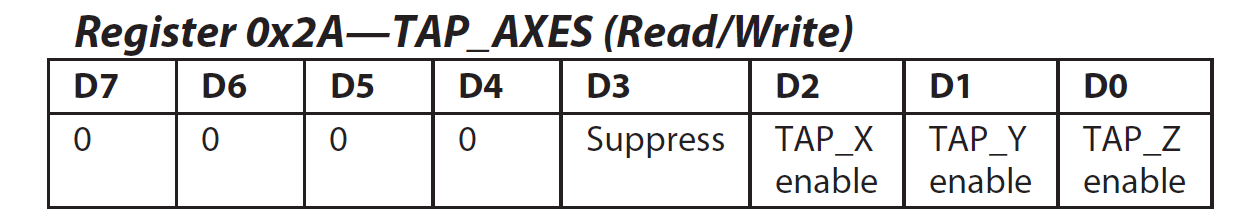 Register 0x2A—TAP_AXES (Read/Write)
D7 D6 D5 D4 D3 D2 D1 D0
0 0 0 0 Suppress TAP_X enable TAP_Y enable TAP_Z enable